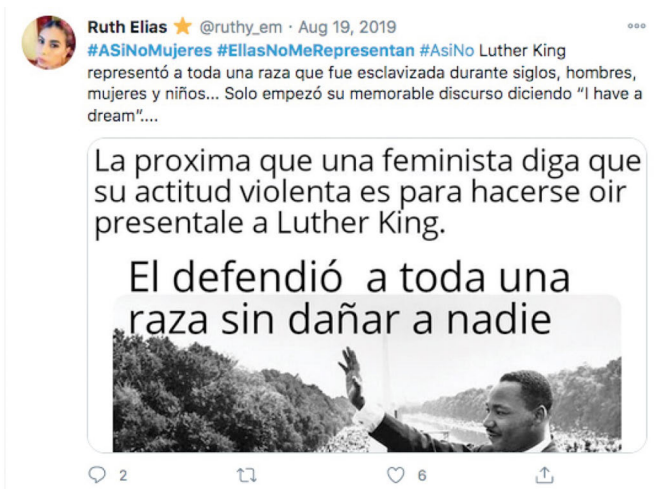 Ruth Elias ⭐ @ruthy_em · Aug 19, 2019
#ASiNoMujeres #EllasNoMeRepresentan #AsiNo Luther King
representó a toda una raza que fue esclavizada durante siglos, hombres,
mujeres y niños... Solo empezó su memorable discurso diciendo “I have a
dream”....
La proxima que una feminista diga que
su actitud violenta es para hacerse oir
presentale a Luther King.
El defendió a toda una
raza sin dañar a nadie
2 6